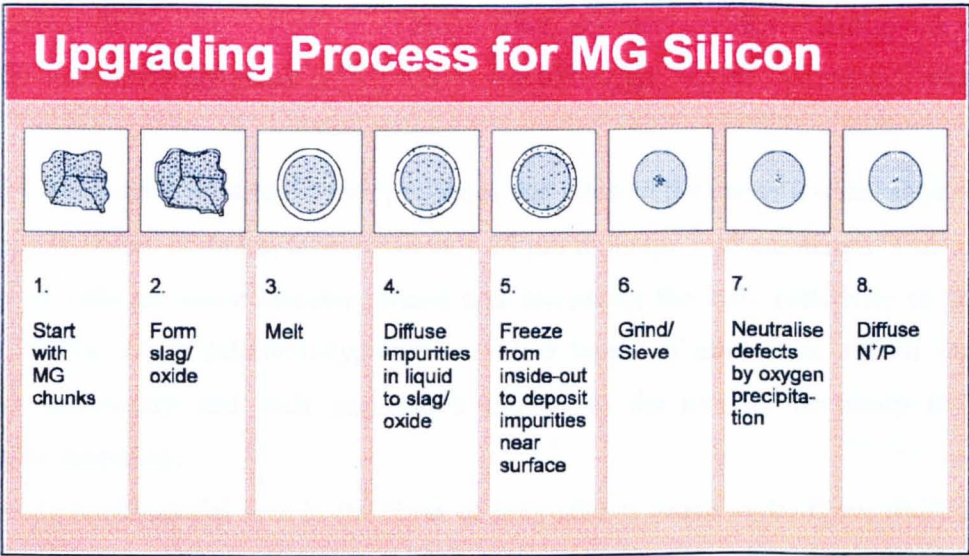 Upgrading Process for MG Silicon
1.
Start
with
MG
chunks
2.
Form
slag/
oxide
3.
Melt
4.
Diffuse
impurities
in liquid
to slag/
oxide
5.
Freeze
from
inside-out
to deposit
impurities
near
surface
6.
Grind/
Sieve
7.
Neutralise
defects
by oxygen
precipita-
tion
8.
Diffuse
N⁺/P